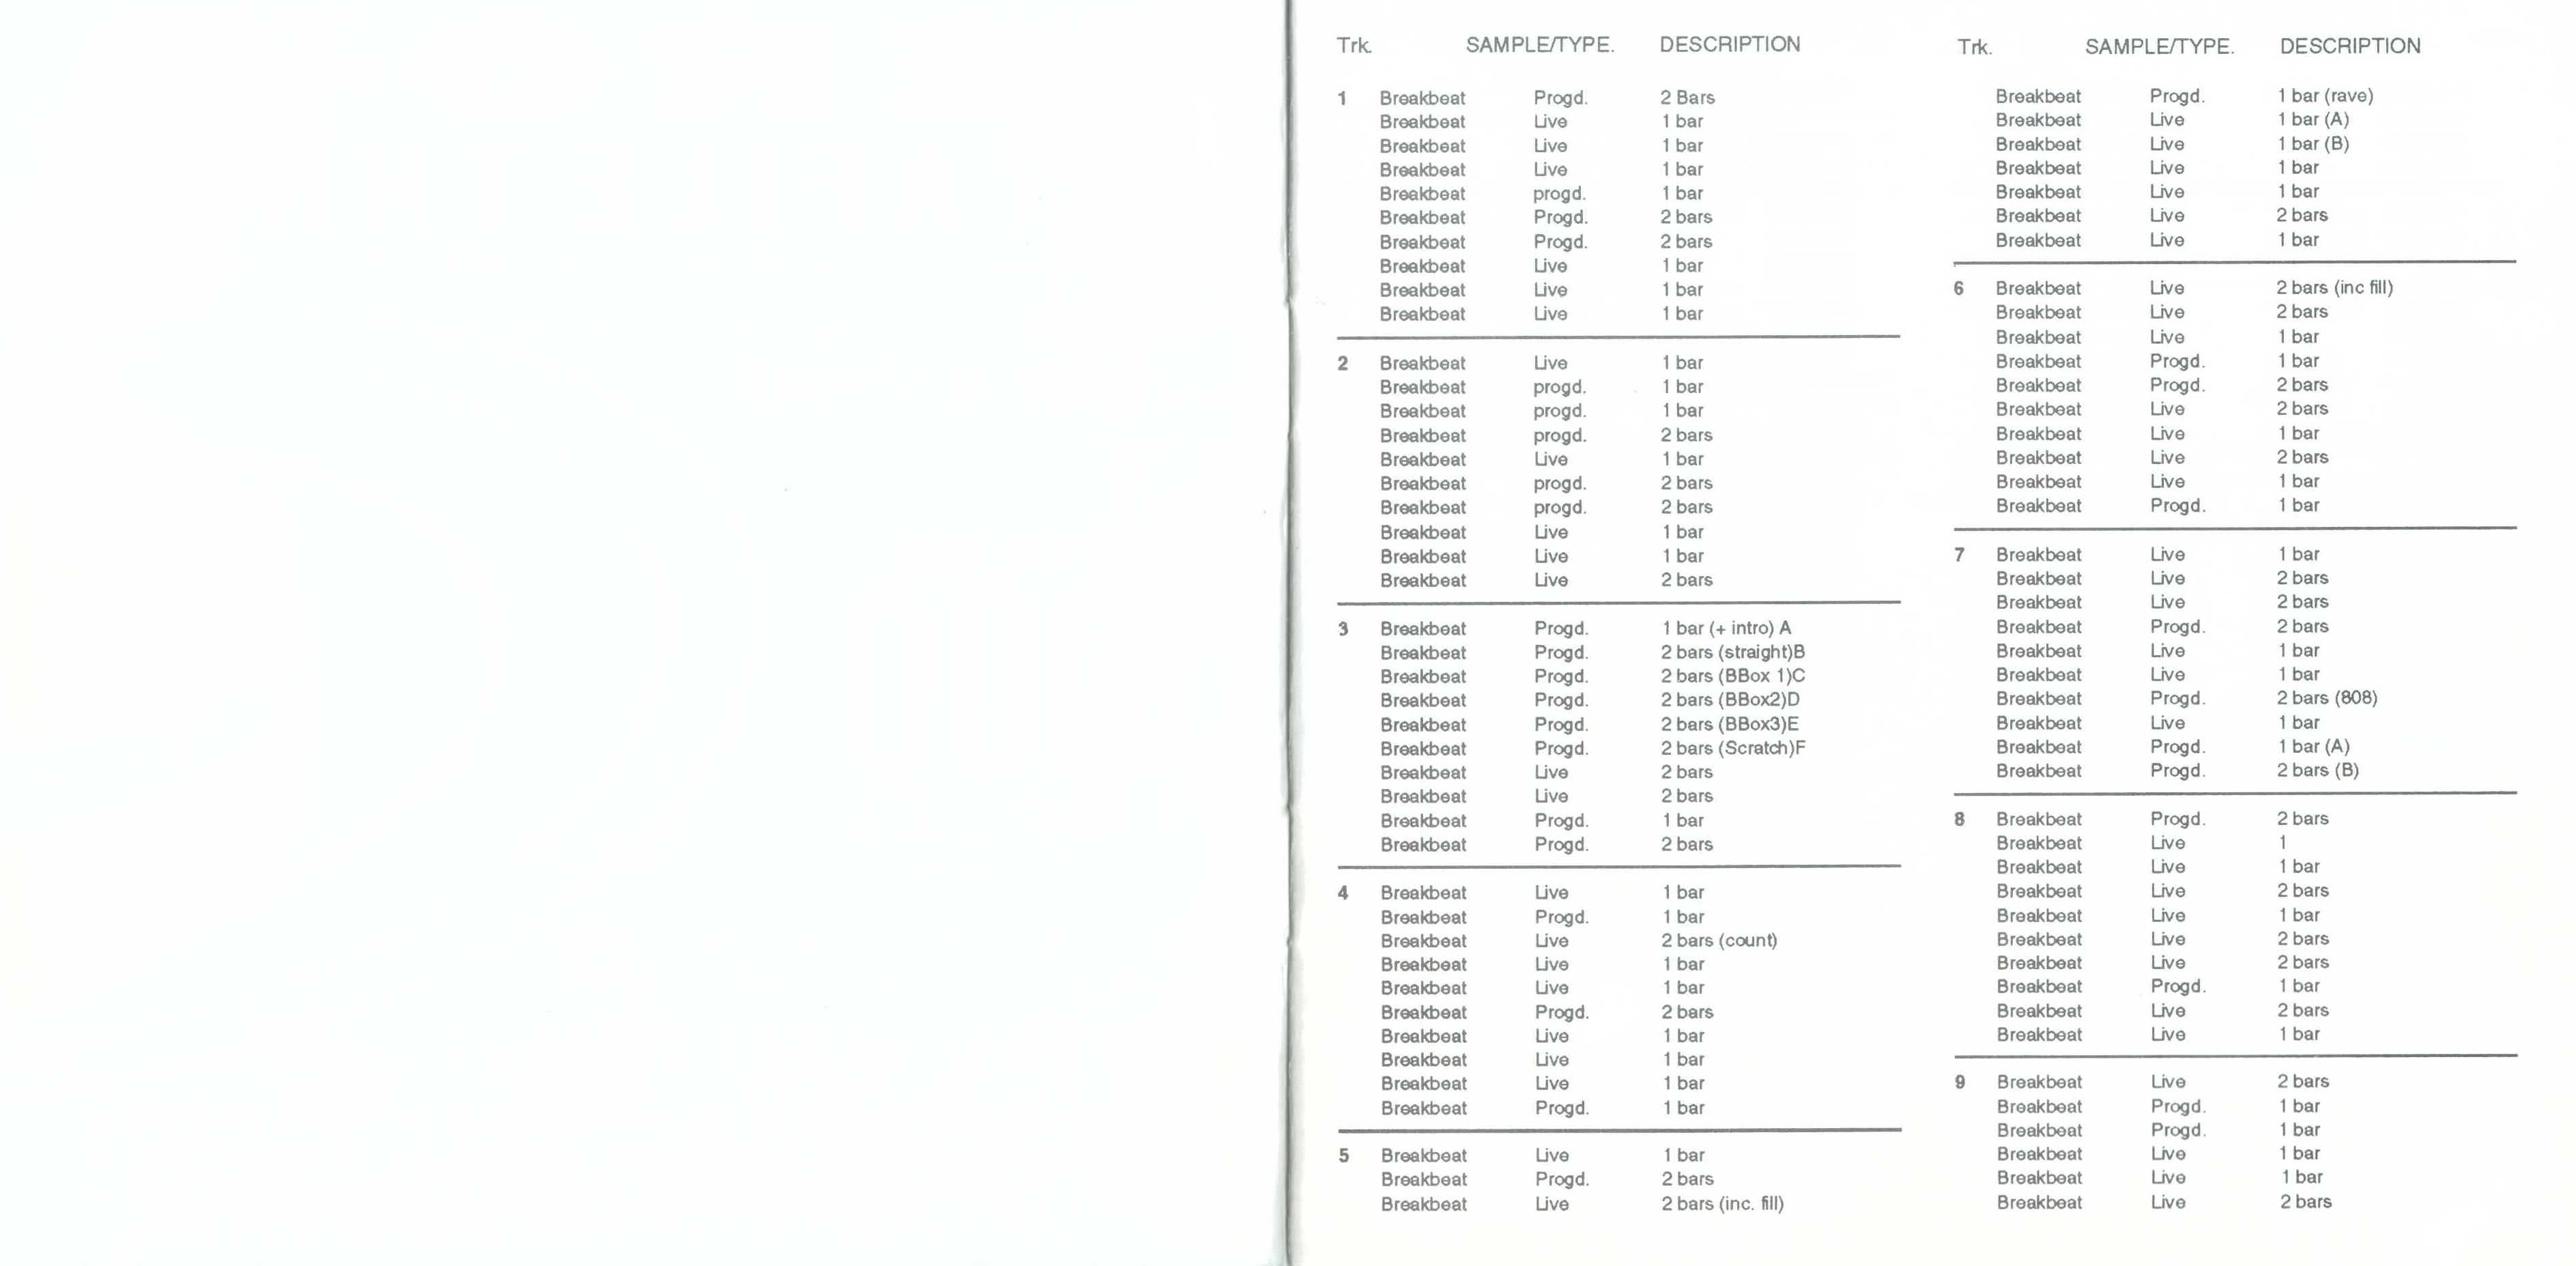 Trk. SAMPLE/TYPE. DESCRIPTION
1 Breakbeat Progd. 2 Bars
Breakbeat Live 1 bar
Breakbeat Live 1 bar
Breakbeat Live 1 bar
Breakbeat progd. 1 bar
Breakbeat Progd. 2 bars
Breakbeat Progd. 2 bars
Breakbeat Live 1 bar
Breakbeat Live 1 bar
Breakbeat Live 1 bar
2 Breakbeat Live 1 bar
Breakbeat progd. 1 bar
Breakbeat progd. 1 bar
Breakbeat progd. 2 bars
Breakbeat Live 1 bar
Breakbeat progd. 2 bars
Breakbeat progd. 2 bars
Breakbeat Live 1 bar
Breakbeat Live 1 bar
Breakbeat Live 2 bars
3 Breakbeat Progd. 1 bar (+ intro) A
Breakbeat Progd. 2 bars (straight)B
Breakbeat Progd. 2 bars (BBox 1)C
Breakbeat Progd. 2 bars (BBox2)D
Breakbeat Progd. 2 bars (BBox3)E
Breakbeat Progd. 2 bars (Scratch)F
Breakbeat Live 2 bars
Breakbeat Live 2 bars
Breakbeat Progd. 1 bar
Breakbeat Progd. 2 bars
4 Breakbeat Live 1 bar
Breakbeat Progd. 1 bar
Breakbeat Live 2 bars (count)
Breakbeat Live 1 bar
Breakbeat Live 1 bar
Breakbeat Progd. 2 bars
Breakbeat Live 1 bar
Breakbeat Live 1 bar
Breakbeat Live 1 bar
Breakbeat Progd. 1 bar
5 Breakbeat Live 1 bar
Breakbeat Progd. 2 bars
Breakbeat Live 2 bars (inc. fill)
Trk. SAMPLE/TYPE. DESCRIPTION
Breakbeat Progd. 1 bar (rave)
Breakbeat Live 1 bar (A)
Breakbeat Live 1 bar (B)
Breakbeat Live 1 bar
Breakbeat Live 1 bar
Breakbeat Live 2 bars
Breakbeat Live 1 bar
6 Breakbeat Live 2 bars (inc fill)
Breakbeat Live 2 bars
Breakbeat Live 1 bar
Breakbeat Progd. 1 bar
Breakbeat Progd. 2 bars
Breakbeat Live 2 bars
Breakbeat Live 1 bar
Breakbeat Live 2 bars
Breakbeat Live 1 bar
Breakbeat Progd. 1 bar
7 Breakbeat Live 1 bar
Breakbeat Live 2 bars
Breakbeat Live 2 bars
Breakbeat Progd. 2 bars
Breakbeat Live 1 bar
Breakbeat Live 1 bar
Breakbeat Progd. 2 bars (808)
Breakbeat Live 1 bar
Breakbeat Progd. 1 bar (A)
Breakbeat Progd. 2 bars (B)
8 Breakbeat Progd. 2 bars
Breakbeat Live 1
Breakbeat Live 1 bar
Breakbeat Live 2 bars
Breakbeat Live 1 bar
Breakbeat Live 2 bars
Breakbeat Live 2 bars
Breakbeat Progd. 1 bar
Breakbeat Live 2 bars
Breakbeat Live 1 bar
9 Breakbeat Live 2 bars
Breakbeat Progd. 1 bar
Breakbeat Progd. 1 bar
Breakbeat Live 1 bar
Breakbeat Live 1 bar
Breakbeat Live 2 bars